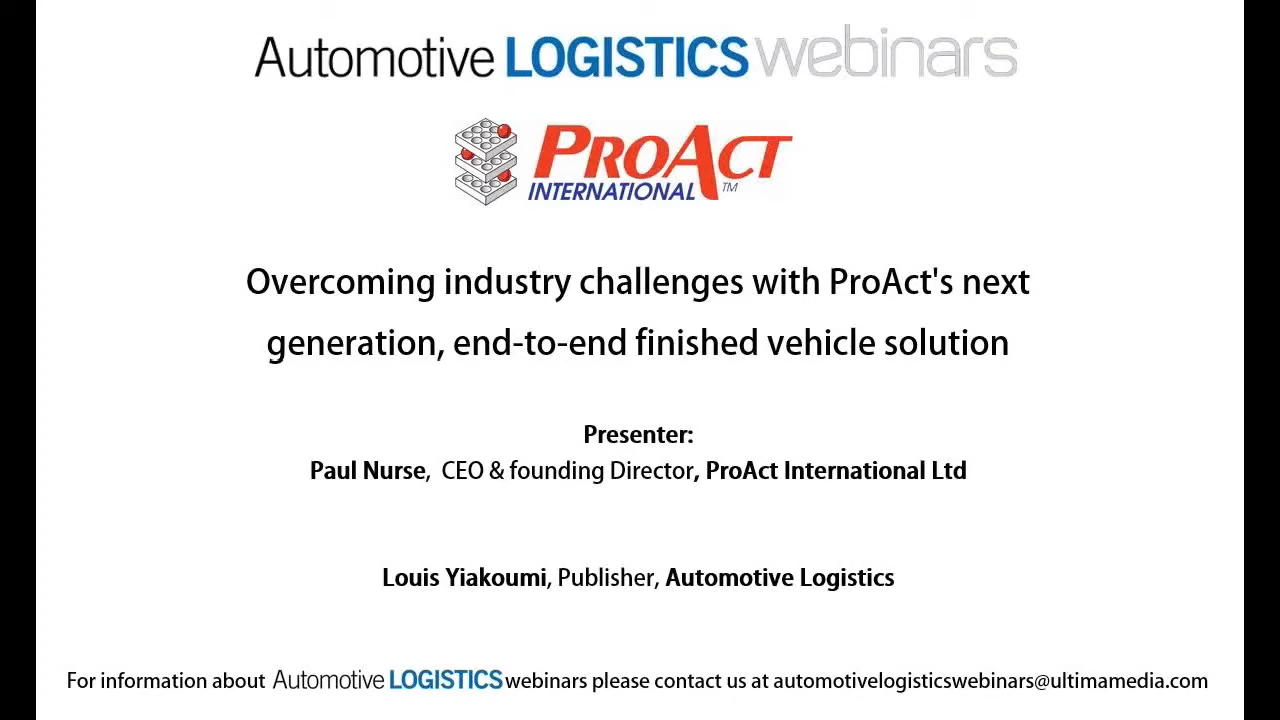 Automotive LOGISTICS webinars
PROACT
INTERNATIONAL TM
Overcoming industry challenges with ProAct's next
generation, end-to-end finished vehicle solution
Presenter:
Paul Nurse, CEO & founding Director, ProAct International Ltd
Louis Yiakoumi, Publisher, Automotive Logistics
For information about Automotive LOGISTICS webinars please contact us at automotivelogisticswebinars@ultimamedia.com